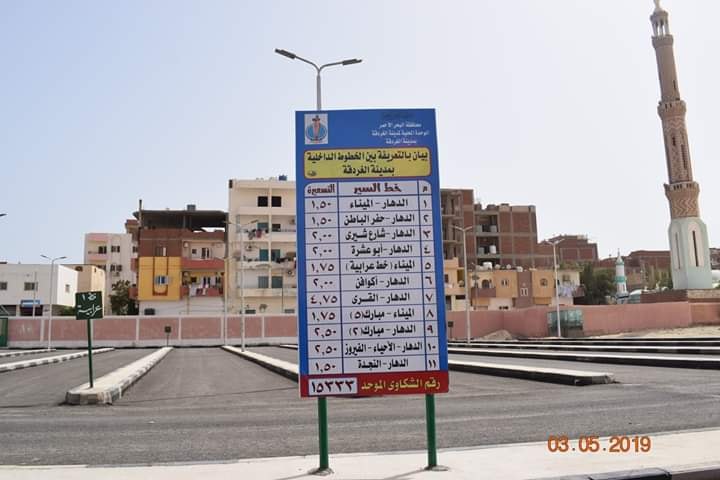 محافظة البحر الأحمر
الوحدة المحلية لمدينة الغردقة
بمدينة الغردقة
بيان بالتعريفة بين الخطوط الداخلية
بمدينة الغردقة
م خط السير التسعيرة
١ الدهار-الميناء ١,٥٠
٢ الدهار-حفر الباطن ١,٥٠
٣ الدهار-شارع شيرى ٢,٠٠
٤ الدهار-أبو عشرة ٢,٠٠
٥ الميناء (خط عرابية) ١,٧٥
٦ الدهار-أكوافن ٢,٠٠
٧ الدهار-القرى ٤,٧٥
٨ الميناء-مبارك (٥) ١,٧٥
٩ الدهار-مبارك (٢) ٢,٥٠
١٠ الدهار-الأحياء-الفيروز ٢,٥٠
١١ الدهار-النجدة ١,٥٠
رقم الشكاوى الموحد ١٥٣٣٣
عرابية
03.05.2019